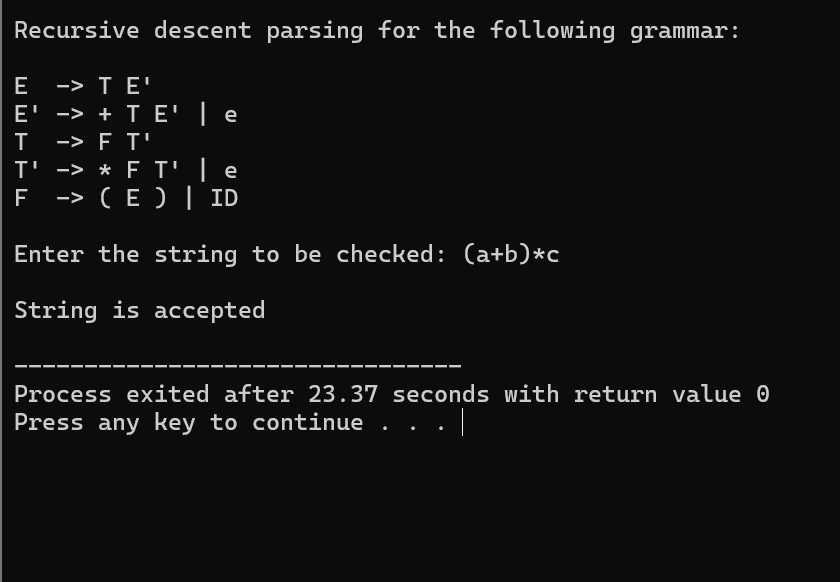 Recursive descent parsing for the following grammar:
E  -> T E'
E' -> + T E' | e
T  -> F T'
T' -> * F T' | e
F  -> ( E ) | ID
Enter the string to be checked: (a+b)*c
String is accepted
--------------------------------
Process exited after 23.37 seconds with return value 0
Press any key to continue . . .